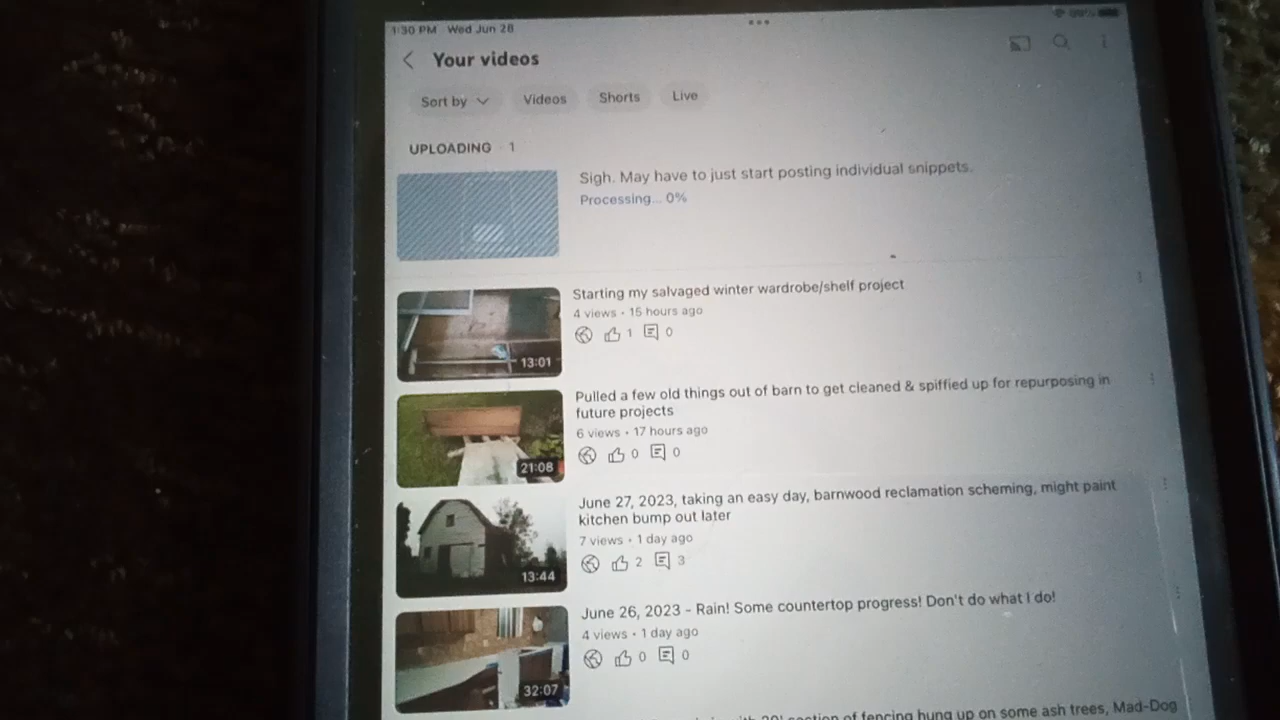 1:30 PM Wed Jun 28
Your videos
Sort by
Videos
Shorts
Live
UPLOADING · 1
Sigh. May have to just start posting individual snippets.
Processing... 0%
13:01
Starting my salvaged winter wardrobe/shelf project
4 views · 15 hours ago
1
0
21:08
Pulled a few old things out of barn to get cleaned & spiffied up for repurposing in
future projects
6 views · 17 hours ago
0
0
13:44
June 27, 2023, taking an easy day, barnwood reclamation scheming, might paint
kitchen bump out later
7 views · 1 day ago
2
3
32:07
June 26, 2023 - Rain! Some countertop progress! Don't do what I do!
4 views · 1 day ago
0
0
section of fencing hung up on some ash trees, Mad-Dog